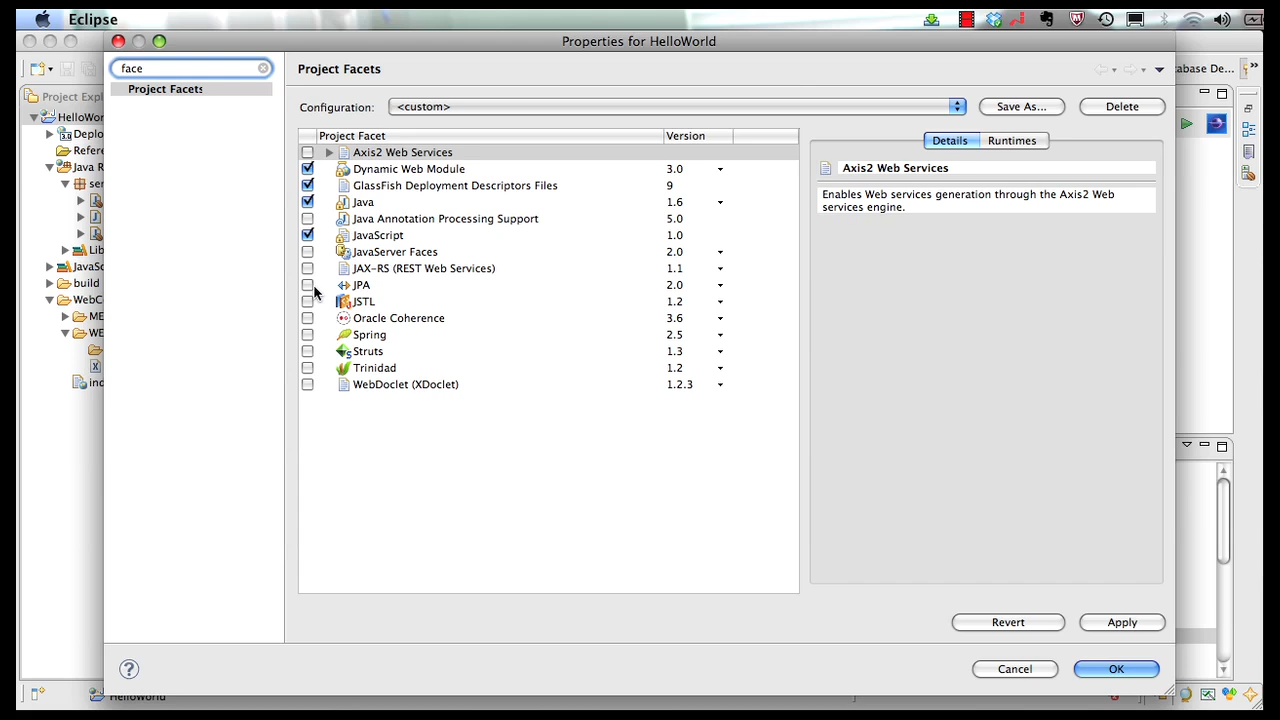 Eclipse
Properties for HelloWorld
face
Project Facets
Project Facets
Configuration:
<custom>
Save As...
Delete
Project Facet
Version
Axis2 Web Services
Dynamic Web Module 3.0
GlassFish Deployment Descriptors Files 9
Java 1.6
Java Annotation Processing Support 5.0
JavaScript 1.0
JavaServer Faces 2.0
JAX-RS (REST Web Services) 1.1
JPA 2.0
JSTL 1.2
Oracle Coherence 3.6
Spring 2.5
Struts 1.3
Trinidad 1.2
WebDoclet (XDoclet) 1.2.3
Details
Runtimes
Axis2 Web Services
Enables Web services generation through the Axis2 Web
services engine.
Revert
Apply
Cancel
OK
Project Expl
HelloWor
3.0
Deplo
Refere
Java R
ser
Lib
JavaSc
build
WebCo
ME
WE
ind
tabase De...
HelloWorld